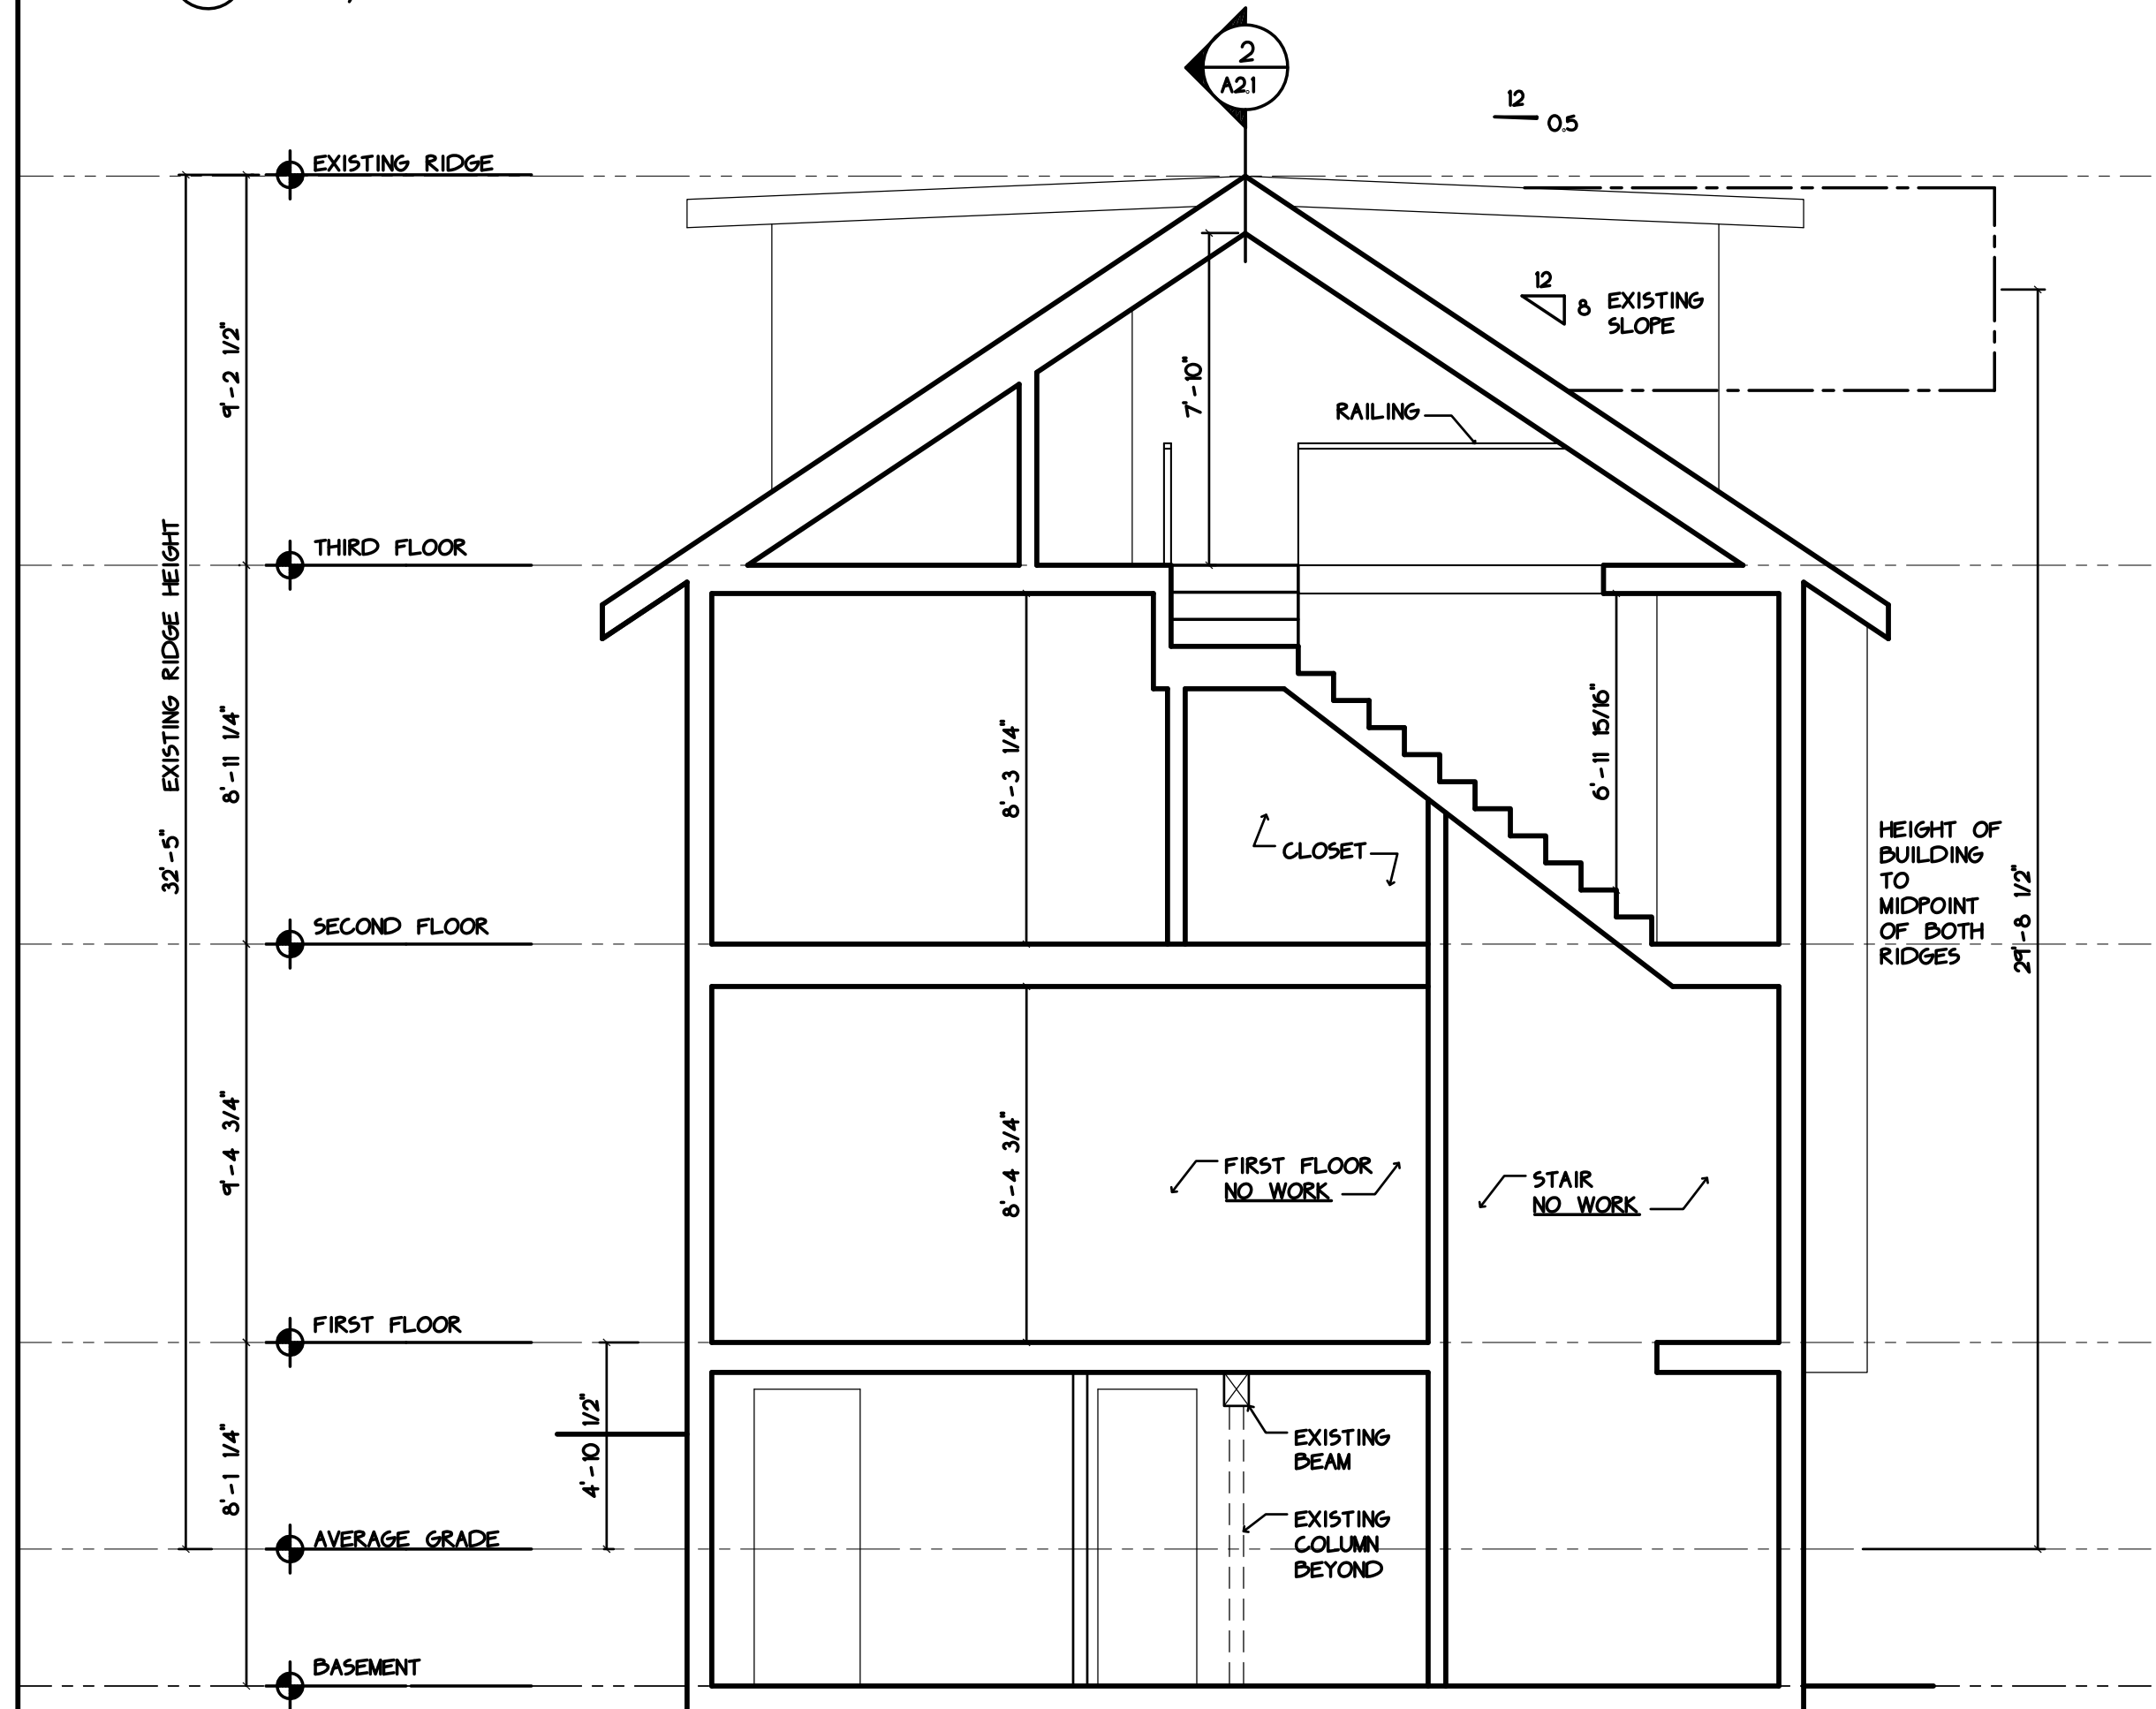 2
A2.1
12
0.5
EXISTING RIDGE
12
8 EXISTING
SLOPE
9'-2 1/2"
7'-10"
RAILING
THIRD FLOOR
32'-5" EXISTING RIDGE HEIGHT
8'-11 1/4"
8'-3 1/4"
6'-11 15/16"
CLOSET
HEIGHT OF
BUILDING
TO
MIDPOINT
OF BOTH
RIDGES
29'-8 1/2"
SECOND FLOOR
9'-4 3/4"
8'-4 3/4"
FIRST FLOOR
NO WORK
STAIR
NO WORK
FIRST FLOOR
8'-1 1/4"
4'-10 1/2"
EXISTING
BEAM
EXISTING
COLUMN
BEYOND
AVERAGE GRADE
BASEMENT